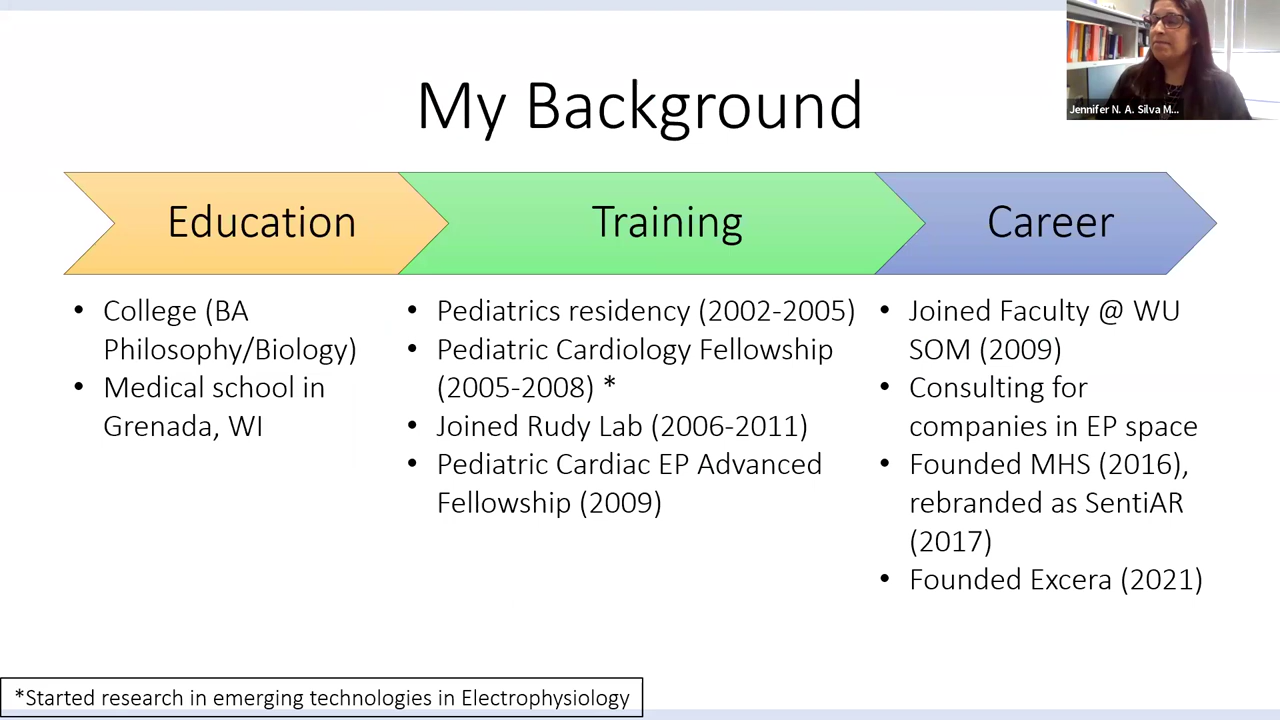 Jennifer N. A. Silva M...
My Background
Education
Training
Career
• College (BA
Philosophy/Biology)
• Medical school in
Grenada, WI
• Pediatrics residency (2002-2005)
• Pediatric Cardiology Fellowship
(2005-2008) *
• Joined Rudy Lab (2006-2011)
• Pediatric Cardiac EP Advanced
Fellowship (2009)
• Joined Faculty @ WU
SOM (2009)
• Consulting for
companies in EP space
• Founded MHS (2016),
rebranded as SentiAR
(2017)
• Founded Excera (2021)
*Started research in emerging technologies in Electrophysiology